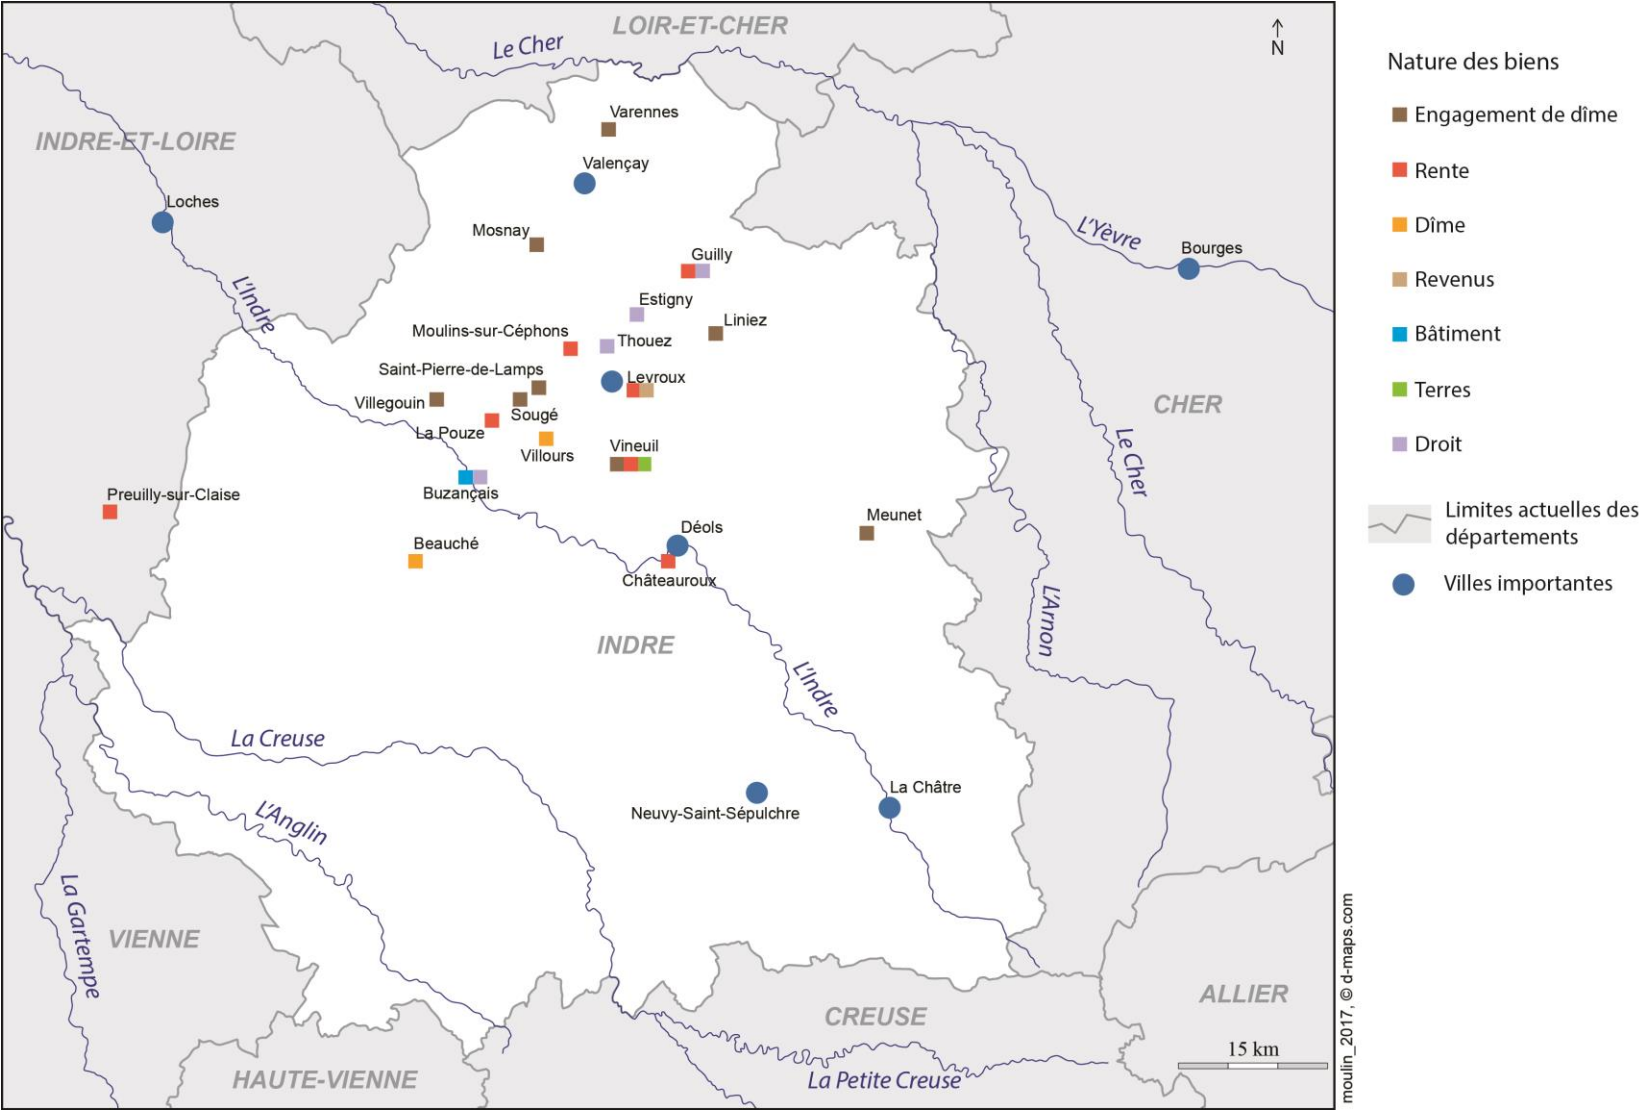 LOIR-ET-CHER
Le Cher
N
Nature des biens
Varennes
Engagement de dîme
INDRE-ET-LOIRE
Valençay
Rente
Loches
Mosnay
Dîme
L'Yèvre
Bourges
Guilly
Revenus
L'Indre
Estigny
Liniez
Moulins-sur-Céphons
Thouez
Bâtiment
Saint-Pierre-de-Lamps
Levroux
Terres
Villegouin
Sougé
CHER
La Pouze
Villours
Vineuil
Droit
Le Cher
Buzançais
Preuilly-sur-Claise
Meunet
Limites actuelles des
départements
Déols
Beauché
Châteauroux
Villes importantes
L'Arnon
INDRE
L'Indre
La Creuse
La Châtre
Neuvy-Saint-Sépulchre
L'Anglin
La Gartempe
VIENNE
ALLIER
CREUSE
15 km
HAUTE-VIENNE
La Petite Creuse
moulin_2017, © d-maps.com